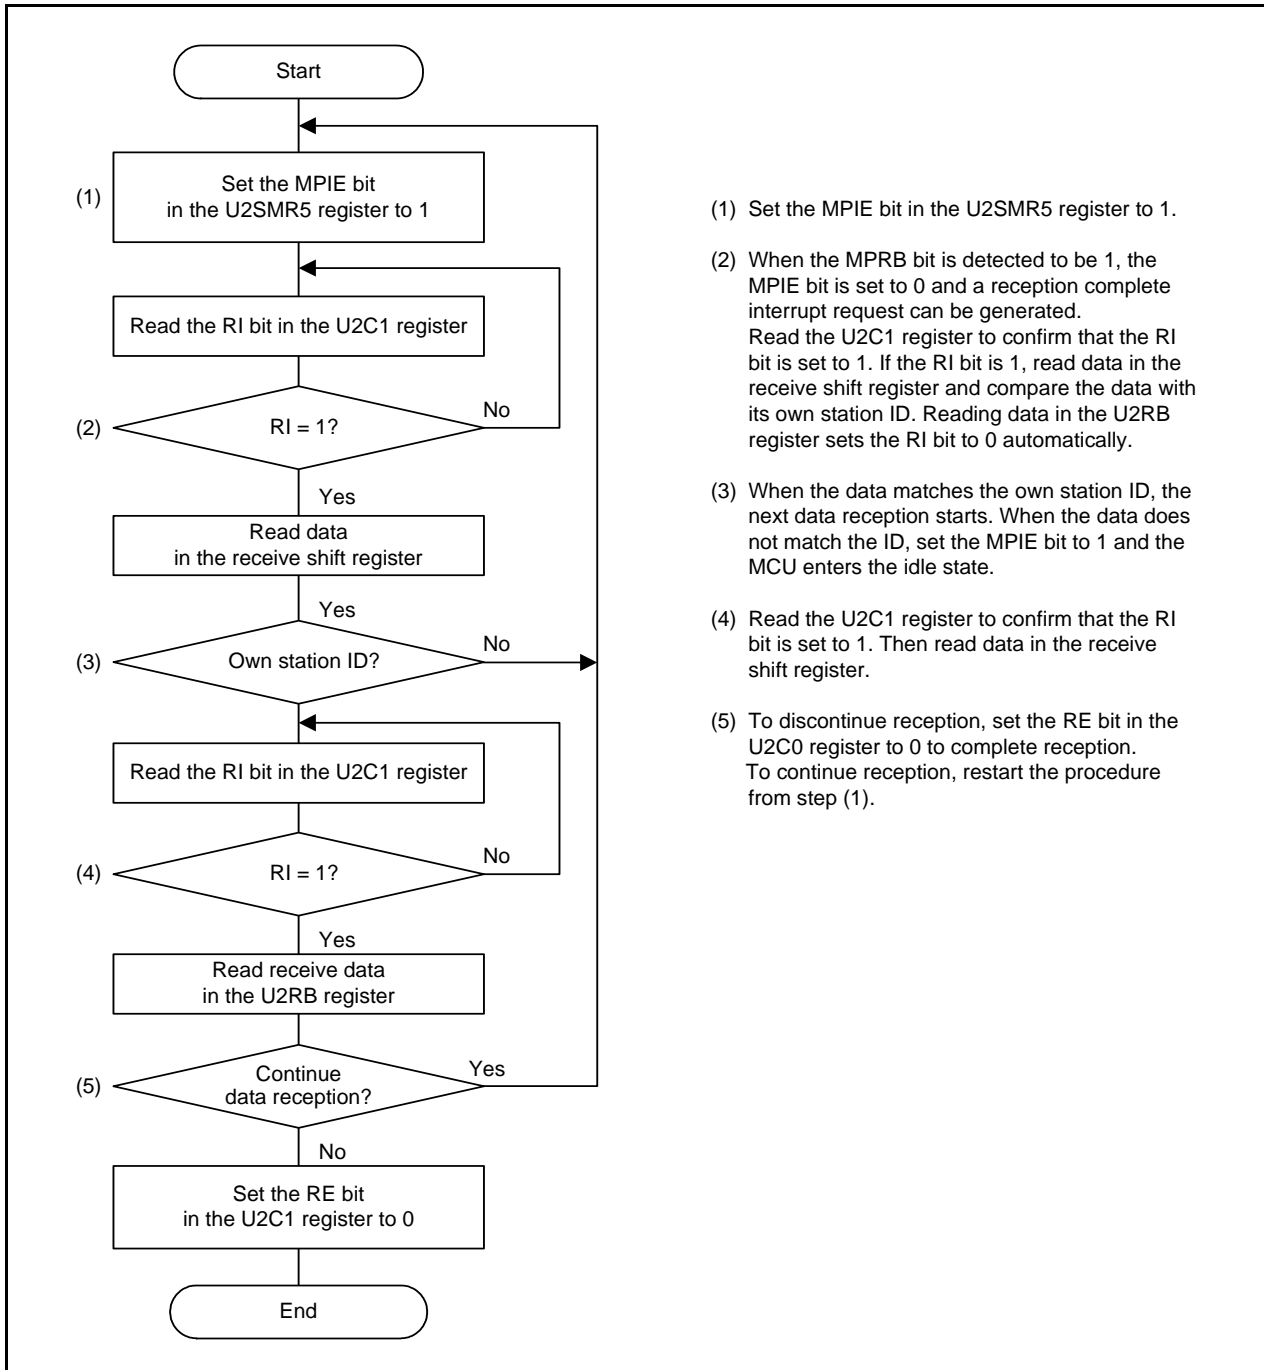 Start
(1)
Set the MPIE bit
in the U2SMR5 register to 1
Read the RI bit in the U2C1 register
(2)
RI = 1?
No
Yes
Read data
in the receive shift register
Yes
(3)
Own station ID?
No
Read the RI bit in the U2C1 register
(4)
RI = 1?
No
Yes
Read receive data
in the U2RB register
(5)
Continue
data reception?
Yes
No
Set the RE bit
in the U2C1 register to 0
End
(1) Set the MPIE bit in the U2SMR5 register to 1.
(2) When the MPRB bit is detected to be 1, the
MPIE bit is set to 0 and a reception complete
interrupt request can be generated.
Read the U2C1 register to confirm that the RI
bit is set to 1. If the RI bit is 1, read data in the
receive shift register and compare the data with
its own station ID. Reading data in the U2RB
register sets the RI bit to 0 automatically.
(3) When the data matches the own station ID, the
next data reception starts. When the data does
not match the ID, set the MPIE bit to 1 and the
MCU enters the idle state.
(4) Read the U2C1 register to confirm that the RI
bit is set to 1. Then read data in the receive
shift register.
(5) To discontinue reception, set the RE bit in the
U2C0 register to 0 to complete reception.
To continue reception, restart the procedure
from step (1).